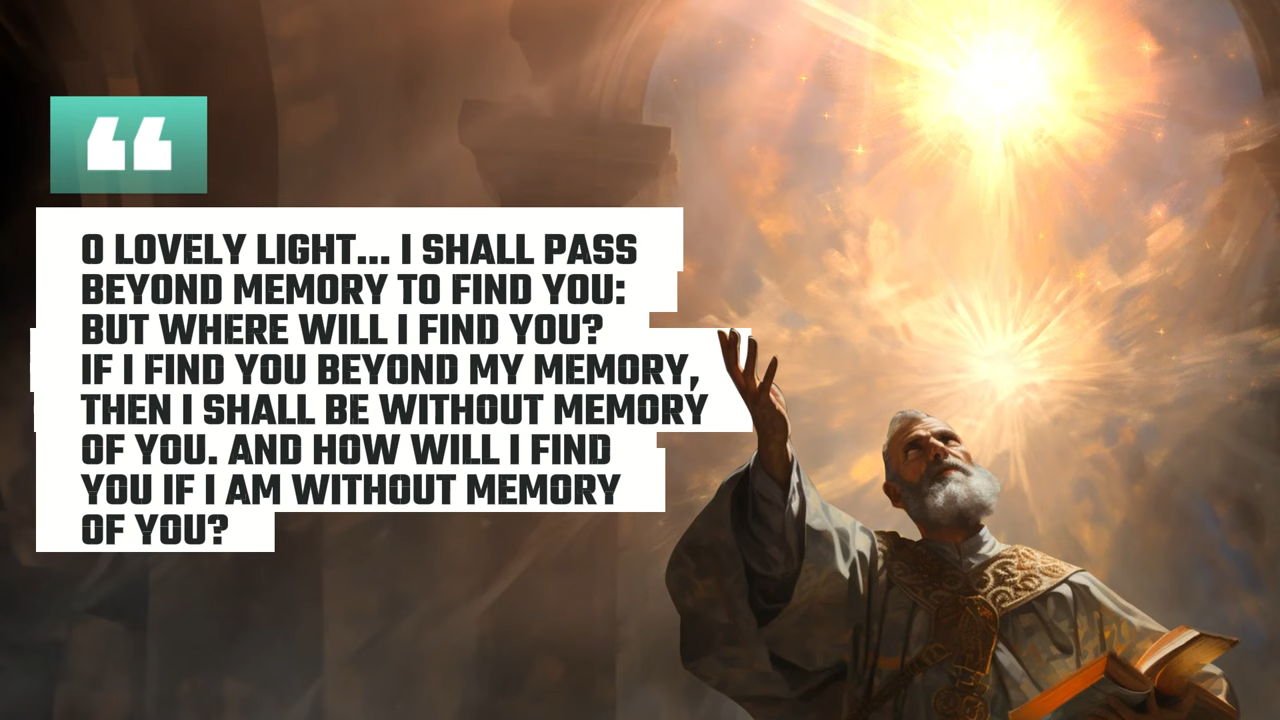 “
O LOVELY LIGHT... I SHALL PASS
BEYOND MEMORY TO FIND YOU:
BUT WHERE WILL I FIND YOU?
IF I FIND YOU BEYOND MY MEMORY,
THEN I SHALL BE WITHOUT MEMORY
OF YOU. AND HOW WILL I FIND
YOU IF I AM WITHOUT MEMORY
OF YOU?